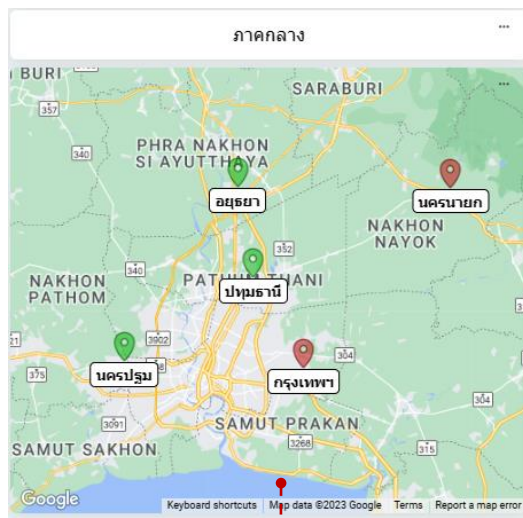 ภาคกลาง
BURI
357
SARABURI
340
PHRA NAKHON
SI AYUTTHAYA
อยุธยา
นครนายก
NAKHON
NAYOK
352
340
NAKHON
PATHOM
PATHUM THANI
ปทุมธานี
3902
304
21
375
นครปฐม
กรุงเทพฯ
304
3091
SAMUT PRAKAN
3268
315
SAMUT SAKHON
Google
Keyboard shortcuts
Map data ©2023 Google
Terms
Report a map error